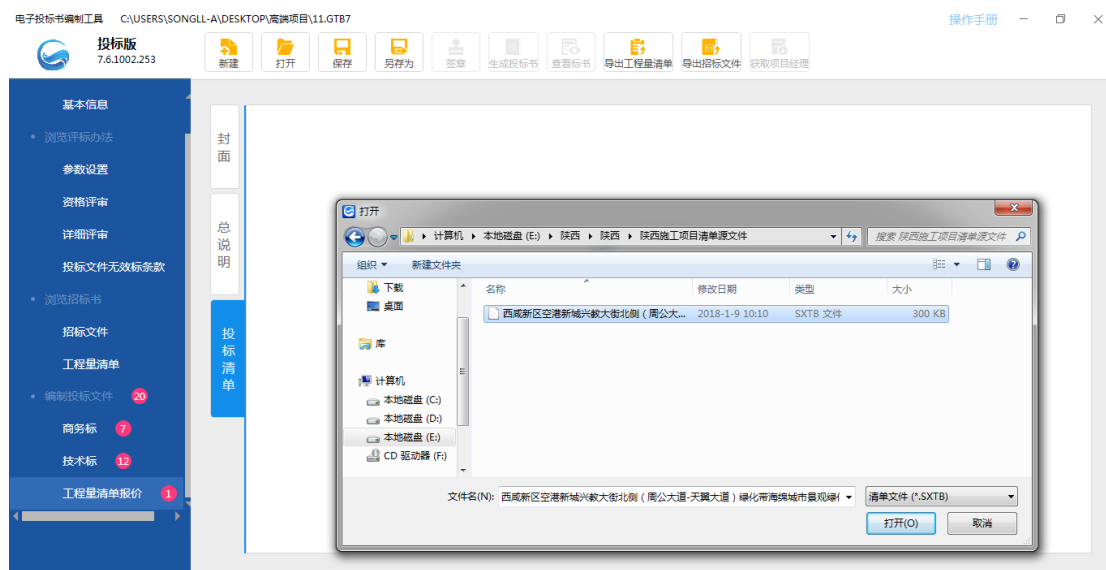 电子投标书编制工具 C:\USERS\SONGLL-A\DESKTOP\高端项目\11.GTB7 操作手册
投标版
7.6.1002.253
新建 打开 保存 另存为 签章 生成投标书 查看标书 导出工程量清单 导出招标文件 获取项目经理
基本信息
浏览评标办法
参数设置
资格评审
详细评审
投标文件无效标条款
浏览招标书
招标文件
工程量清单
编制投标文件 20
商务标 7
技术标 12
工程量清单报价 1
封面
总说明
投标清单
打开
计算机 本地磁盘 (E:) 陕西 陕西 陕西施工项目清单源文件 搜索 陕西施工项目清单源文件
组织 新建文件夹
下载
桌面
库
计算机
本地磁盘 (C:)
本地磁盘 (D:)
本地磁盘 (E:)
CD 驱动器 (F:)
名称 修改日期 类型 大小
西咸新区空港新城兴教大街北侧（周公大... 2018-1-9 10:10 SXTB 文件 300 KB
文件名(N): 西咸新区空港新城兴教大街北侧（周公大道-天翼大道）绿化带海绵城市景观绿 清单文件 (*.SXTB)
打开(O) 取消